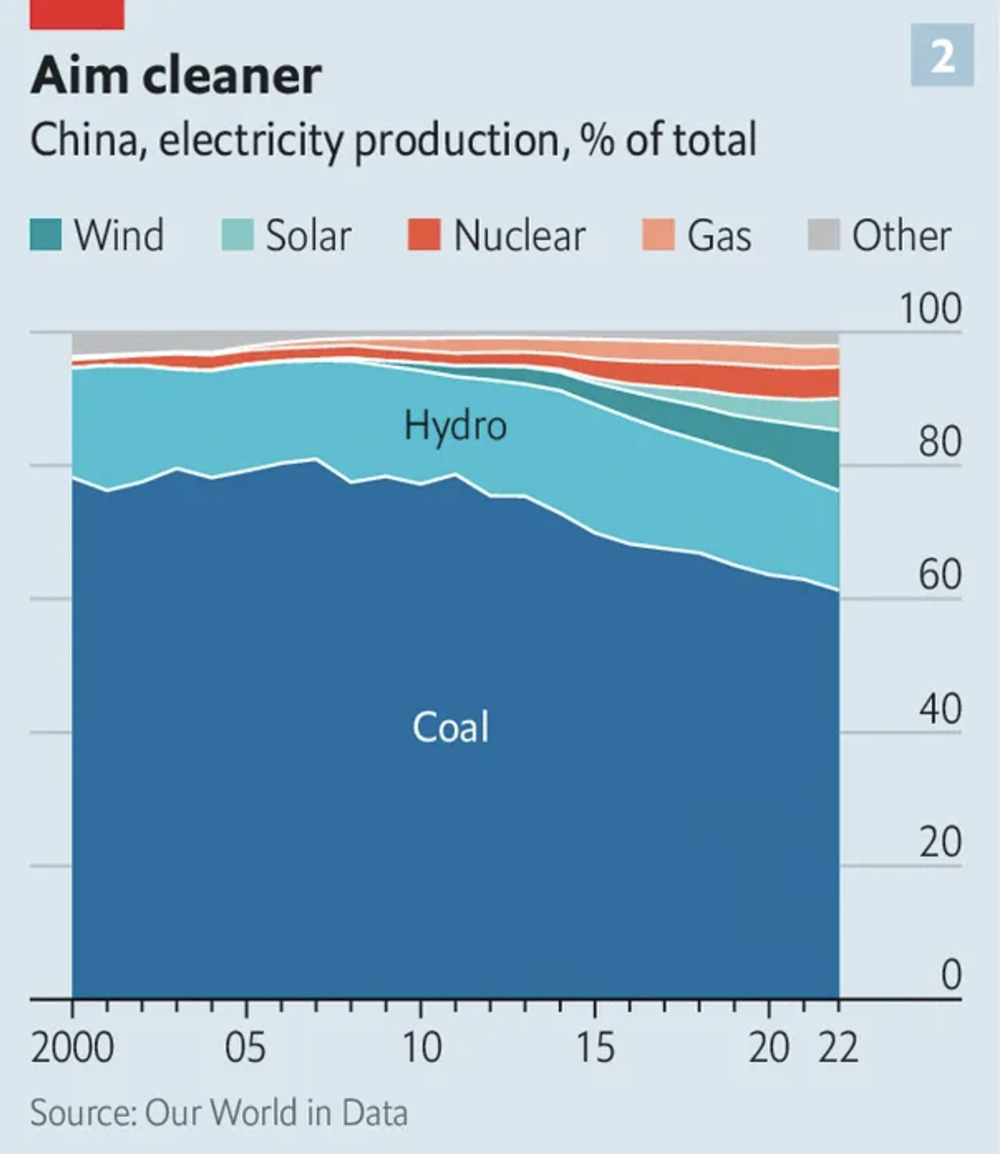 2
Aim cleaner
China, electricity production, % of total
Wind Solar Nuclear Gas Other
100
Hydro
80
60
Coal
40
20
0
2000 05 10 15 20 22
Source: Our World in Data